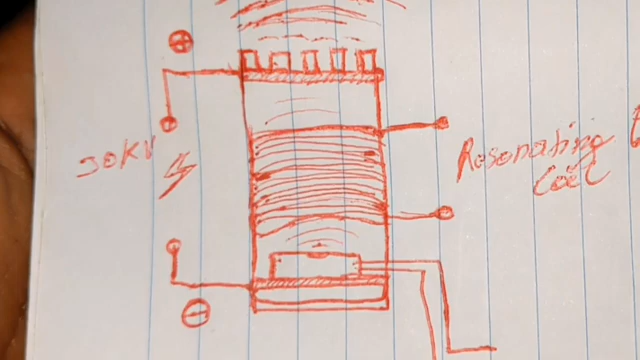 ⊕
30KV
Resonating
Coil
⊖